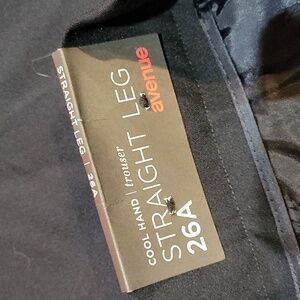 STRAIGHT LEG | 26A
COOL HAND | trouser
STRAIGHT LEG
26A
avenue